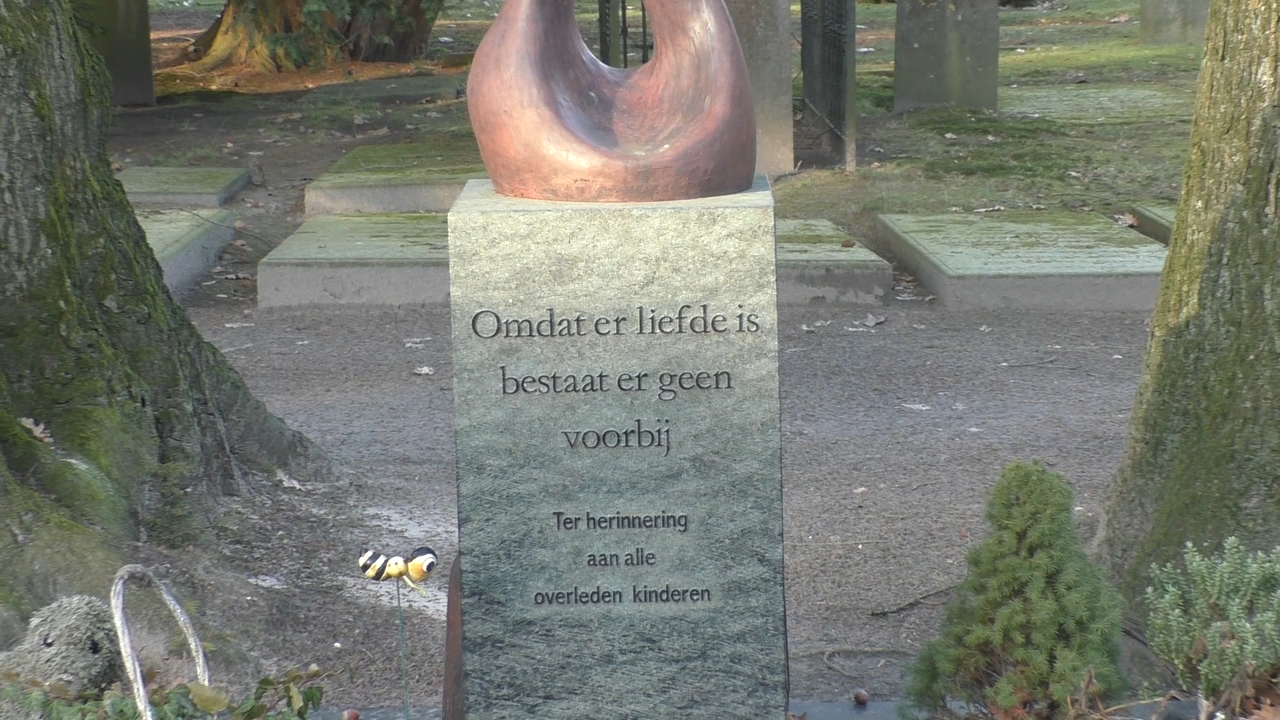 Omdat er liefde is
bestaat er geen
voorbij
Ter herinnering
aan alle
overleden kinderen